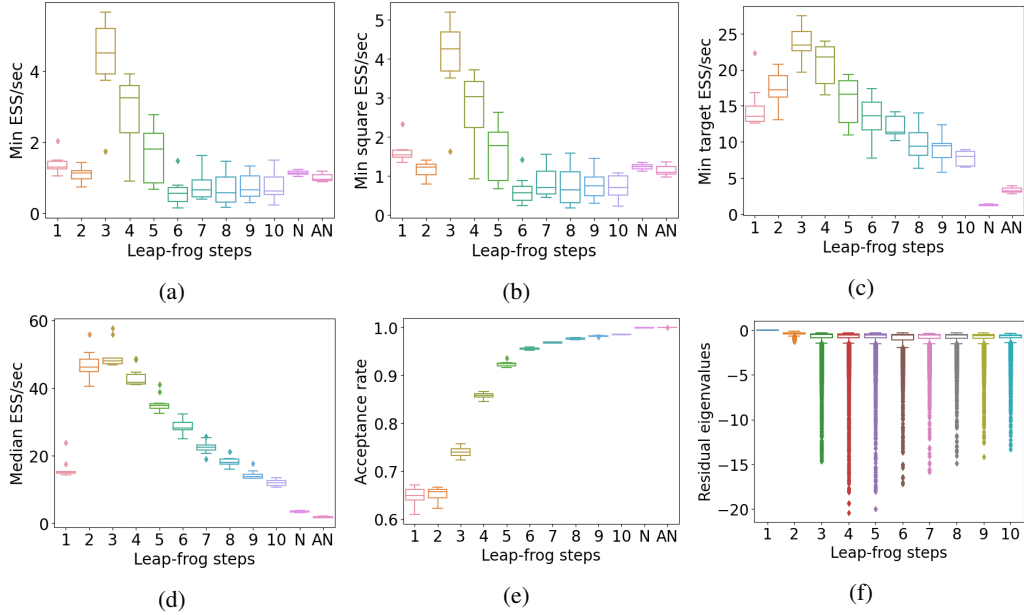 Min ESS/sec
4
2
0
1 2 3 4 5 6 7 8 9 10 N AN
Leap-frog steps
(a)
Min square ESS/sec
5
4
3
2
1
0
1 2 3 4 5 6 7 8 9 10 N AN
Leap-frog steps
(b)
Min target ESS/sec
25
20
15
10
5
0
1 2 3 4 5 6 7 8 9 10 N AN
Leap-frog steps
(c)
Median ESS/sec
60
40
20
0
1 2 3 4 5 6 7 8 9 10 N AN
Leap-frog steps
(d)
Acceptance rate
1.0
0.9
0.8
0.7
0.6
1 2 3 4 5 6 7 8 9 10 N AN
Leap-frog steps
(e)
Residual eigenvalues
0
−5
−10
−15
−20
1 2 3 4 5 6 7 8 9 10
Leap-frog steps
(f)